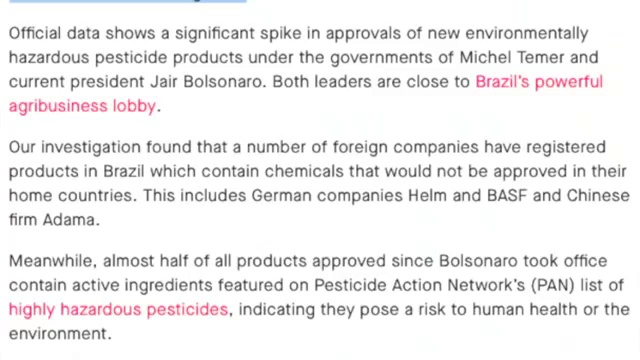 Official data shows a significant spike in approvals of new environmentally
hazardous pesticide products under the governments of Michel Temer and
current president Jair Bolsonaro. Both leaders are close to Brazil's powerful
agribusiness lobby.
Our investigation found that a number of foreign companies have registered
products in Brazil which contain chemicals that would not be approved in their
home countries. This includes German companies Helm and BASF and Chinese
firm Adama.
Meanwhile, almost half of all products approved since Bolsonaro took office
contain active ingredients featured on Pesticide Action Network's (PAN) list of
highly hazardous pesticides, indicating they pose a risk to human health or the
environment.